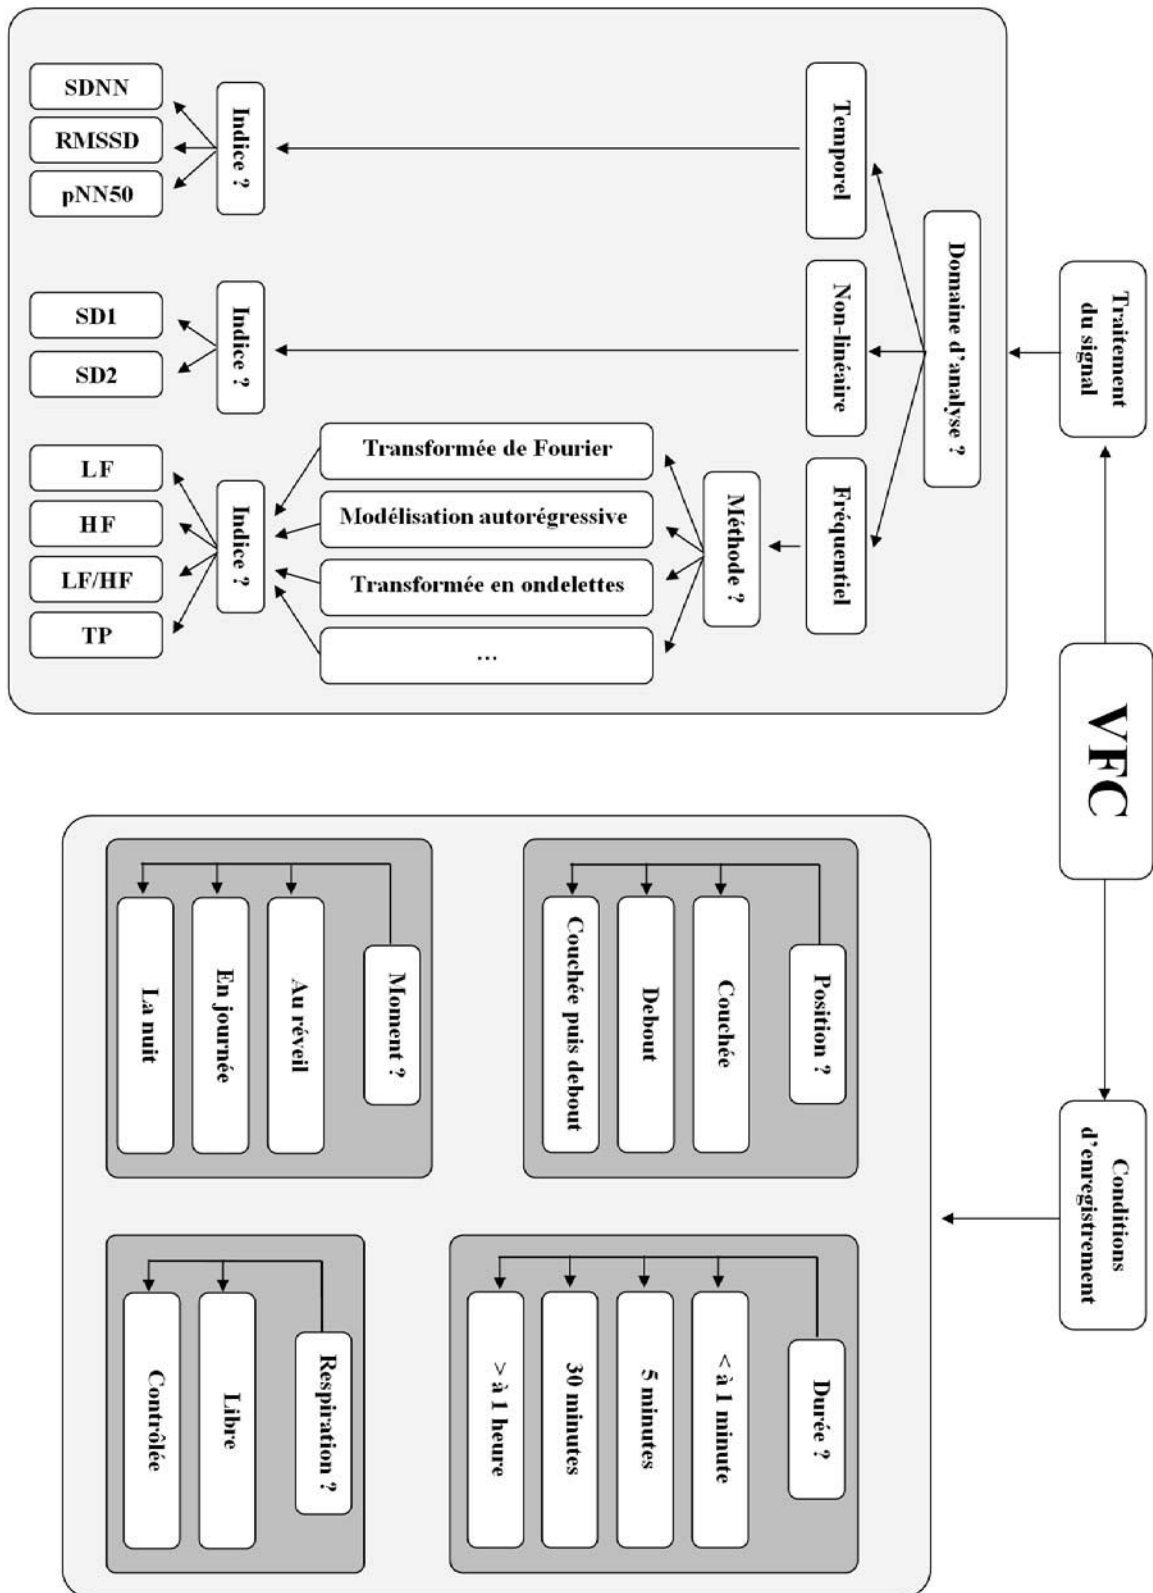 VFC
Traitement
du signal
Domaine d'analyse ?
Temporel
Non-linéaire
Fréquentiel
Méthode ?
Transformée de Fourier
Modélisation autorégressive
Transformée en ondelettes
...
Indice ?
SDNN
RMSSD
pNN50
Indice ?
SD1
SD2
Indice ?
LF
HF
LF/HF
TP
Conditions
d'enregistrement
Position ?
Couchée
Debout
Couchée puis debout
Durée ?
< à 1 minute
5 minutes
30 minutes
> à 1 heure
Moment ?
Au réveil
En journée
La nuit
Respiration ?
Libre
Contrôlée